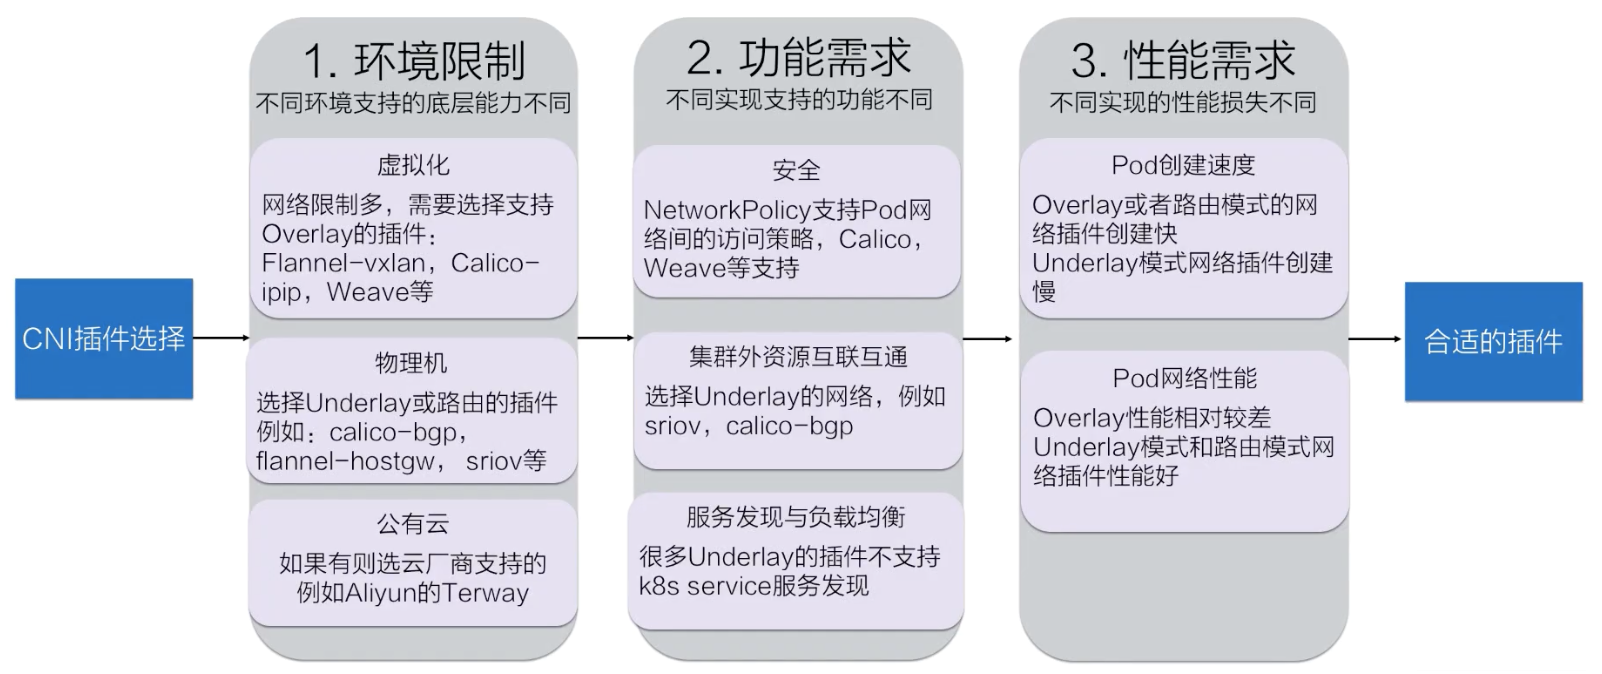 CNI插件选择
1. 环境限制
不同环境支持的底层能力不同
虚拟化
网络限制多，需要选择支持
Overlay的插件：
Flannel-vxlan，Calico-
ipip，Weave等
物理机
选择Underlay或路由的插件
例如：calico-bgp，
flannel-hostgw， sriov等
公有云
如果有则选云厂商支持的
例如Aliyun的Terway
2. 功能需求
不同实现支持的功能不同
安全
NetworkPolicy支持Pod网
络间的访问策略，Calico，
Weave等支持
集群外资源互联互通
选择Underlay的网络，例如
sriov，calico-bgp
服务发现与负载均衡
很多Underlay的插件不支持
k8s service服务发现
3. 性能需求
不同实现的性能损失不同
Pod创建速度
Overlay或者路由模式的网
络插件创建快
Underlay模式网络插件创建
慢
Pod网络性能
Overlay性能相对较差
Underlay模式和路由模式网
络插件性能好
合适的插件